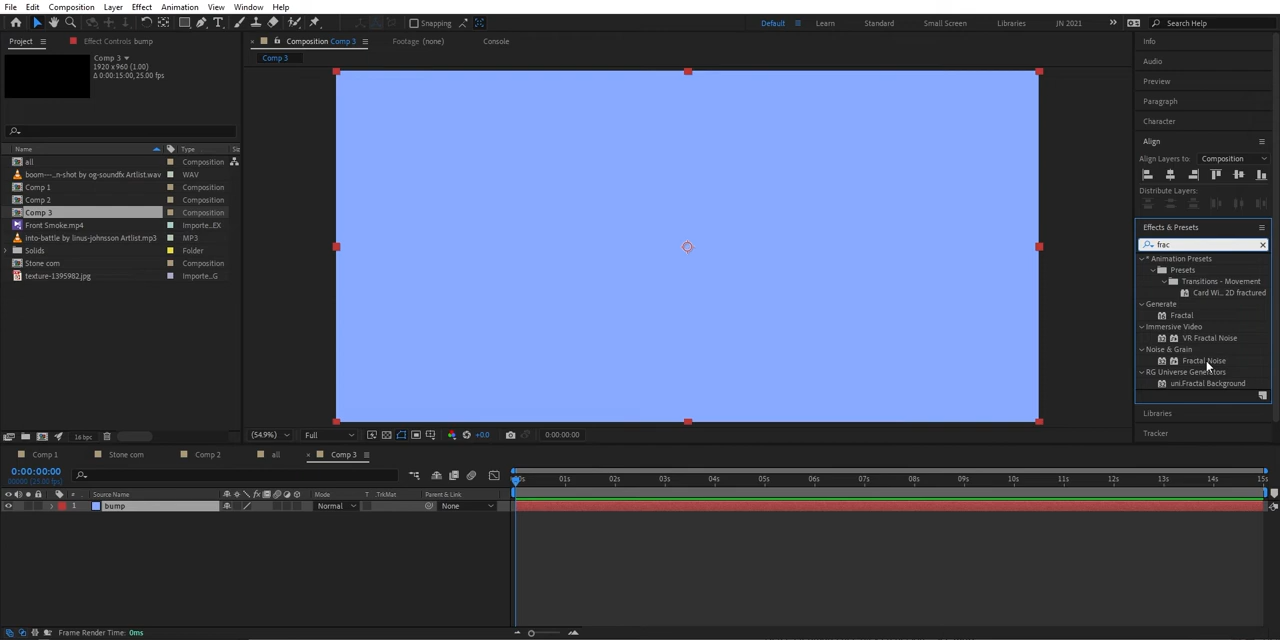 File Edit Composition Layer Effect Animation View Window Help
Snapping
Default Learn Standard Small Screen Libraries JN 2021 Search Help
Project Effect Controls bump
Composition Comp 3 Footage (none) Console
Info
Comp 3
1920 x 960 (1.00)
Δ 0:00:15:00, 25.00 fps
Comp 3
Audio
Preview
Paragraph
Character
Align
Name Type Siz
Align Layers to: Composition
all Composition
boom---...n-shot by og-soundfx Artlist.wav WAV
Comp 1 Composition
Distribute Layers:
Comp 2 Composition
Comp 3 Composition
Front Smoke.mp4 Importe...EX
into-battle by linus-johnsson Artlist.mp3 MP3
Solids Folder
Stone com Composition
texture-1395982.jpg Importe...G
Effects & Presets
frac
* Animation Presets
Presets
Transitions - Movement
Card Wi... 2D fractured
Generate
Fractal
Immersive Video
VR Fractal Noise
Noise & Grain
Fractal Noise
RG Universe Generators
uni.Fractal Background
Libraries
Tracker
16 bpc
(54.9%) Full +0.0 0:00:00:00
Comp 1 Stone com Comp 2 all Comp 3
0:00:00:00
00000 (25.00 fps)
:00s 01s 02s 03s 04s 05s 06s 07s 08s 09s 10s 11s 12s 13s 14s 15s
# Source Name Mode T .TrkMat Parent & Link
1 bump Normal None
Frame Render Time: 0ms